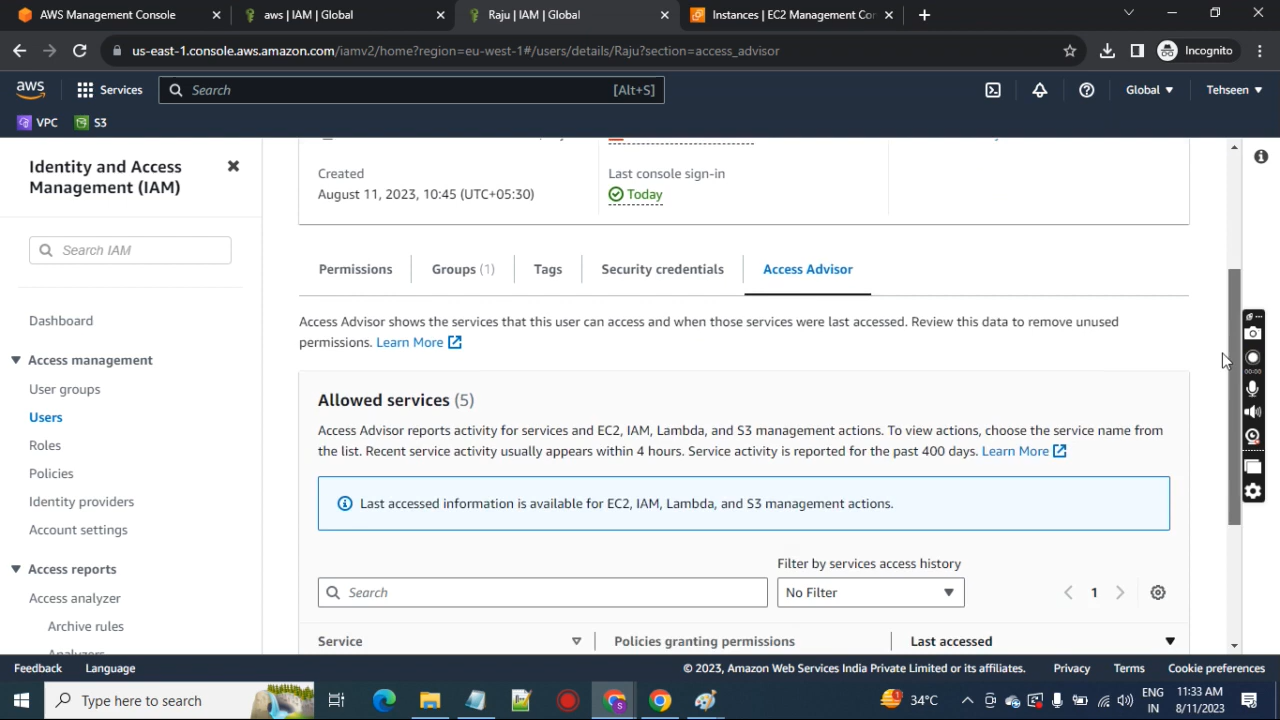 AWS Management Console
aws | IAM | Global
Raju | IAM | Global
Instances | EC2 Management Con
us-east-1.console.aws.amazon.com/iamv2/home?region=eu-west-1#/users/details/Raju?section=access_advisor
Incognito
aws
Services
Search
[Alt+S]
Global
Tehseen
VPC
S3
Identity and Access
Management (IAM)
Search IAM
Dashboard
Access management
User groups
Users
Roles
Policies
Identity providers
Account settings
Access reports
Access analyzer
Archive rules
Analyzers
Created
August 11, 2023, 10:45 (UTC+05:30)
Last console sign-in
Today
Permissions
Groups (1)
Tags
Security credentials
Access Advisor
Access Advisor shows the services that this user can access and when those services were last accessed. Review this data to remove unused
permissions. Learn More
Allowed services (5)
Access Advisor reports activity for services and EC2, IAM, Lambda, and S3 management actions. To view actions, choose the service name from
the list. Recent service activity usually appears within 4 hours. Service activity is reported for the past 400 days. Learn More
Last accessed information is available for EC2, IAM, Lambda, and S3 management actions.
Filter by services access history
Search
No Filter
1
Service
Policies granting permissions
Last accessed
00:00
Feedback
Language
© 2023, Amazon Web Services India Private Limited or its affiliates.
Privacy
Terms
Cookie preferences
Type here to search
34°C
ENG
IN
11:33 AM
8/11/2023